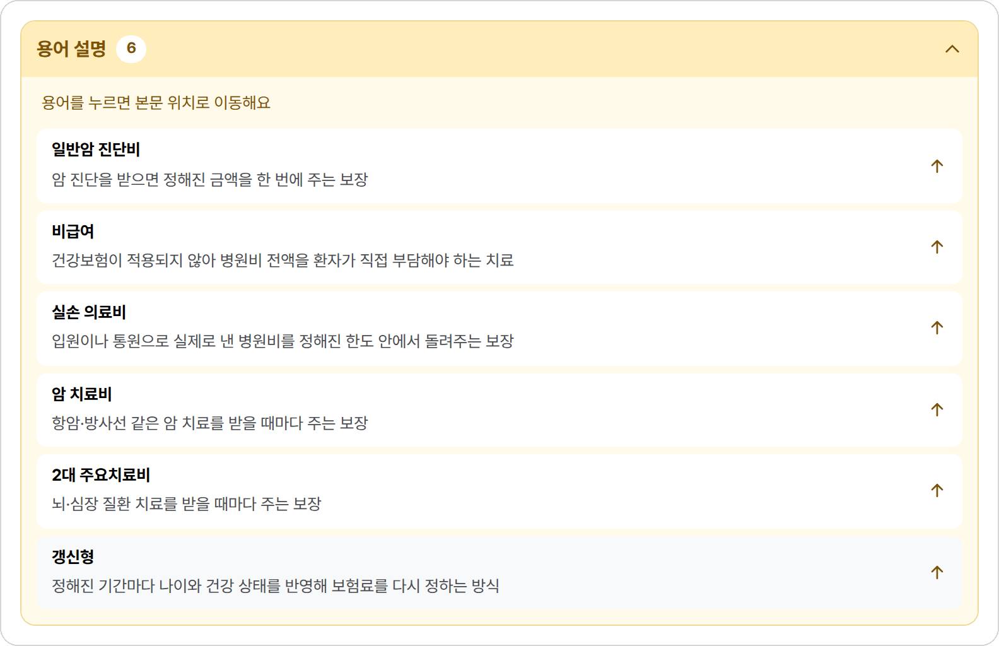 용어 설명 6
용어를 누르면 본문 위치로 이동해요
일반암 진단비
암 진단을 받으면 정해진 금액을 한 번에 주는 보장
비급여
건강보험이 적용되지 않아 병원비 전액을 환자가 직접 부담해야 하는 치료
실손 의료비
입원이나 통원으로 실제로 낸 병원비를 정해진 한도 안에서 돌려주는 보장
암 치료비
항암·방사선 같은 암 치료를 받을 때마다 주는 보장
2대 주요치료비
뇌·심장 질환 치료를 받을 때마다 주는 보장
갱신형
정해진 기간마다 나이와 건강 상태를 반영해 보험료를 다시 정하는 방식